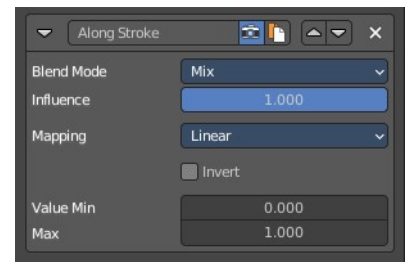 Along Stroke
Blend Mode Mix
Influence 1.000
Mapping Linear
Invert
Value Min 0.000
Max 1.000